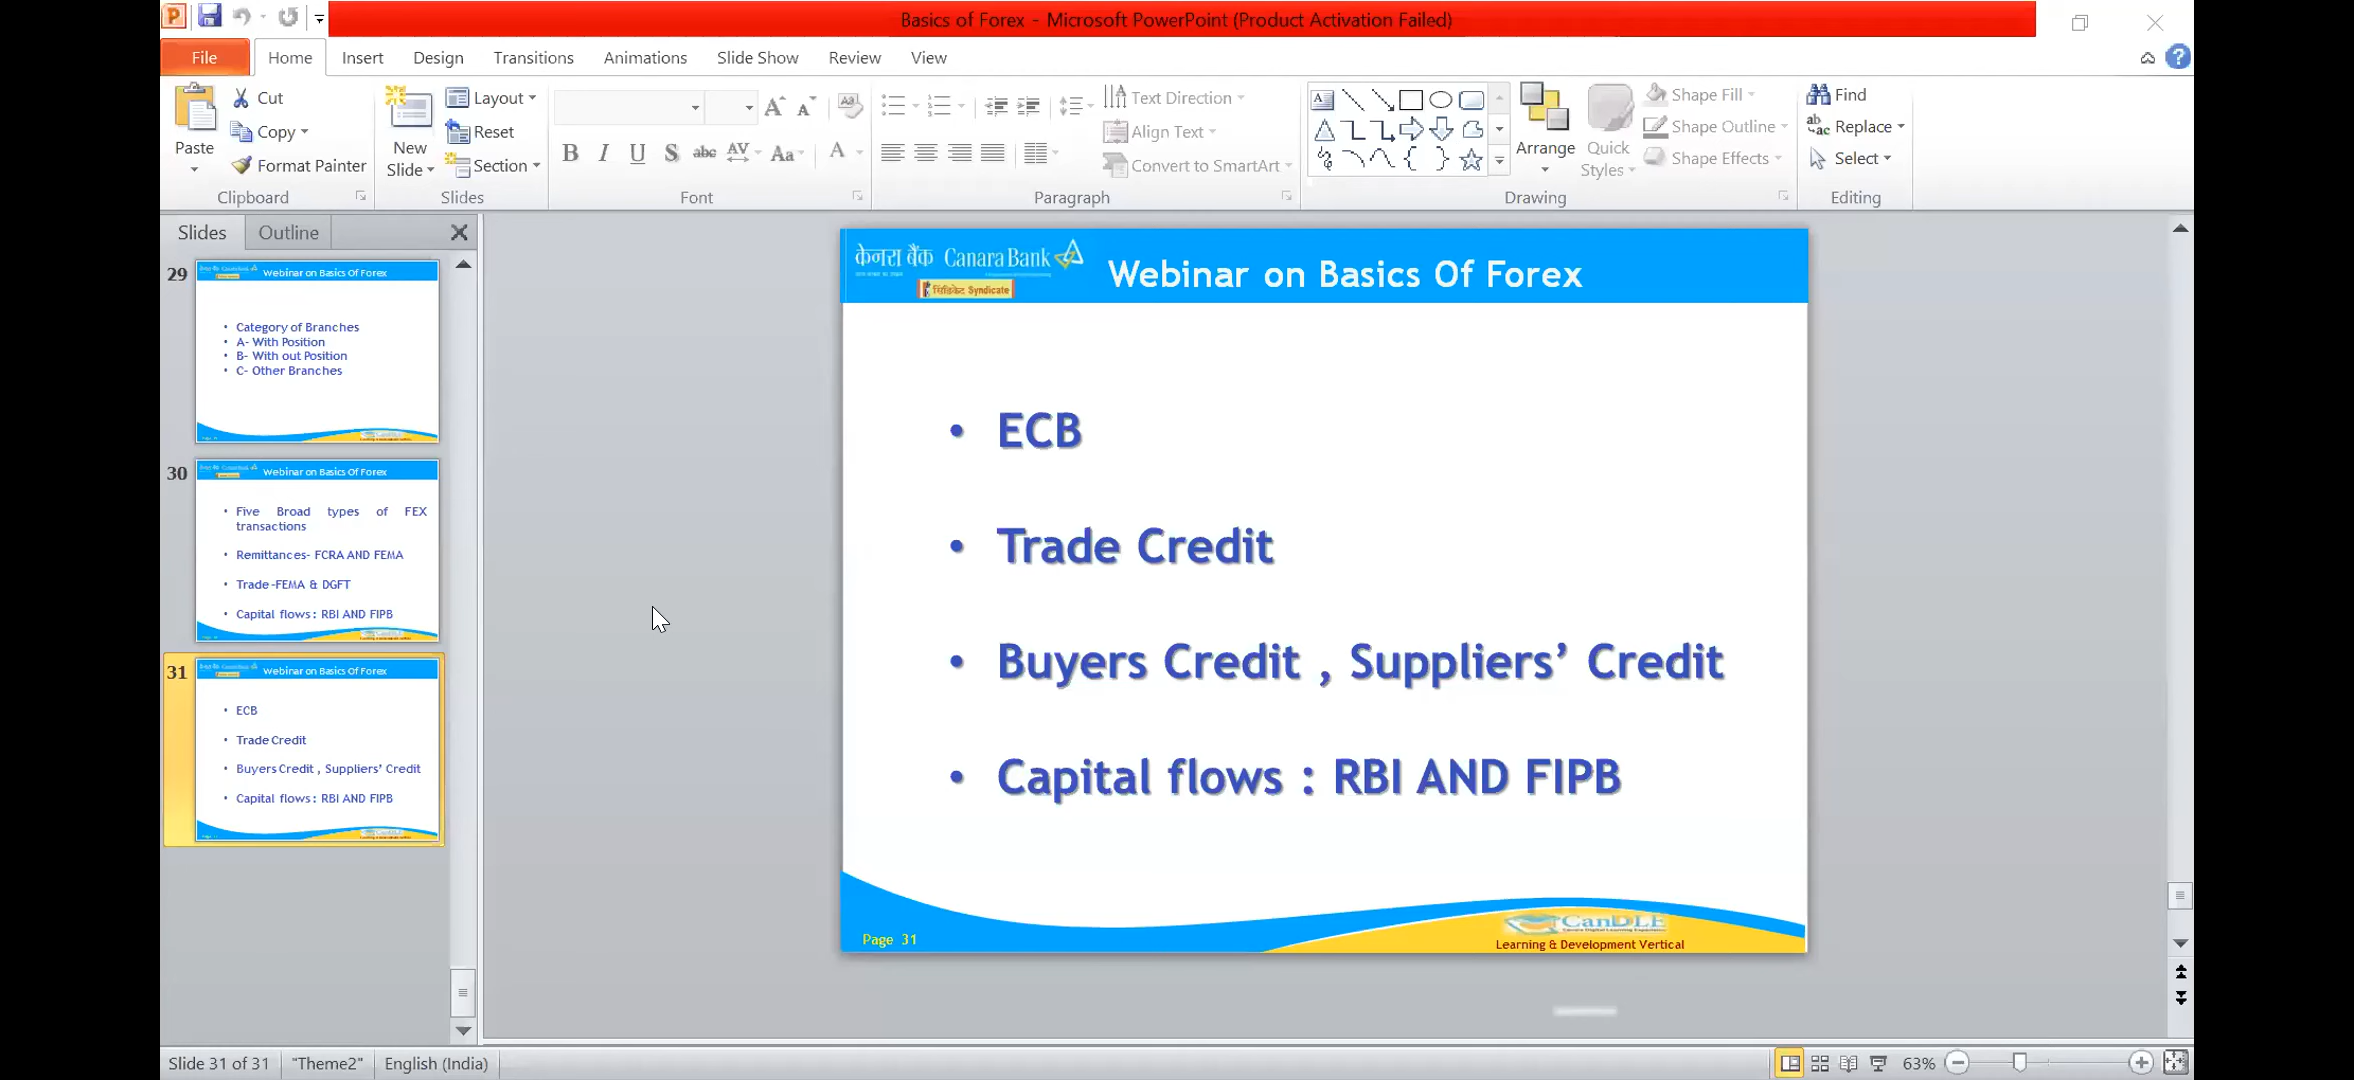 Basics of Forex - Microsoft PowerPoint (Product Activation Failed)
File Home Insert Design Transitions Animations Slide Show Review View
Paste
Cut
Copy
Format Painter
Clipboard
New Slide
Layout
Reset
Section
Slides
B I U S abc AV Aa A
Font
Text Direction
Align Text
Convert to SmartArt
Paragraph
Arrange
Quick Styles
Shape Fill
Shape Outline
Shape Effects
Drawing
Find
Replace
Select
Editing
Slides Outline
29
Webinar on Basics Of Forex
• Category of Branches
• A- With Position
• B- With out Position
• C- Other Branches
30
Webinar on Basics Of Forex
• Five Broad types of FEX
transactions
• Remittances- FCRA AND FEMA
• Trade -FEMA & DGFT
• Capital flows : RBI AND FIPB
31
Webinar on Basics Of Forex
• ECB
• Trade Credit
• Buyers Credit , Suppliers’ Credit
• Capital flows : RBI AND FIPB
केनरा बैंक Canara Bank
सिंडिकेट Syndicate
Webinar on Basics Of Forex
• ECB
• Trade Credit
• Buyers Credit , Suppliers’ Credit
• Capital flows : RBI AND FIPB
Page 31
CanDLE
Learning & Development Vertical
Slide 31 of 31 "Theme2" English (India) 63%